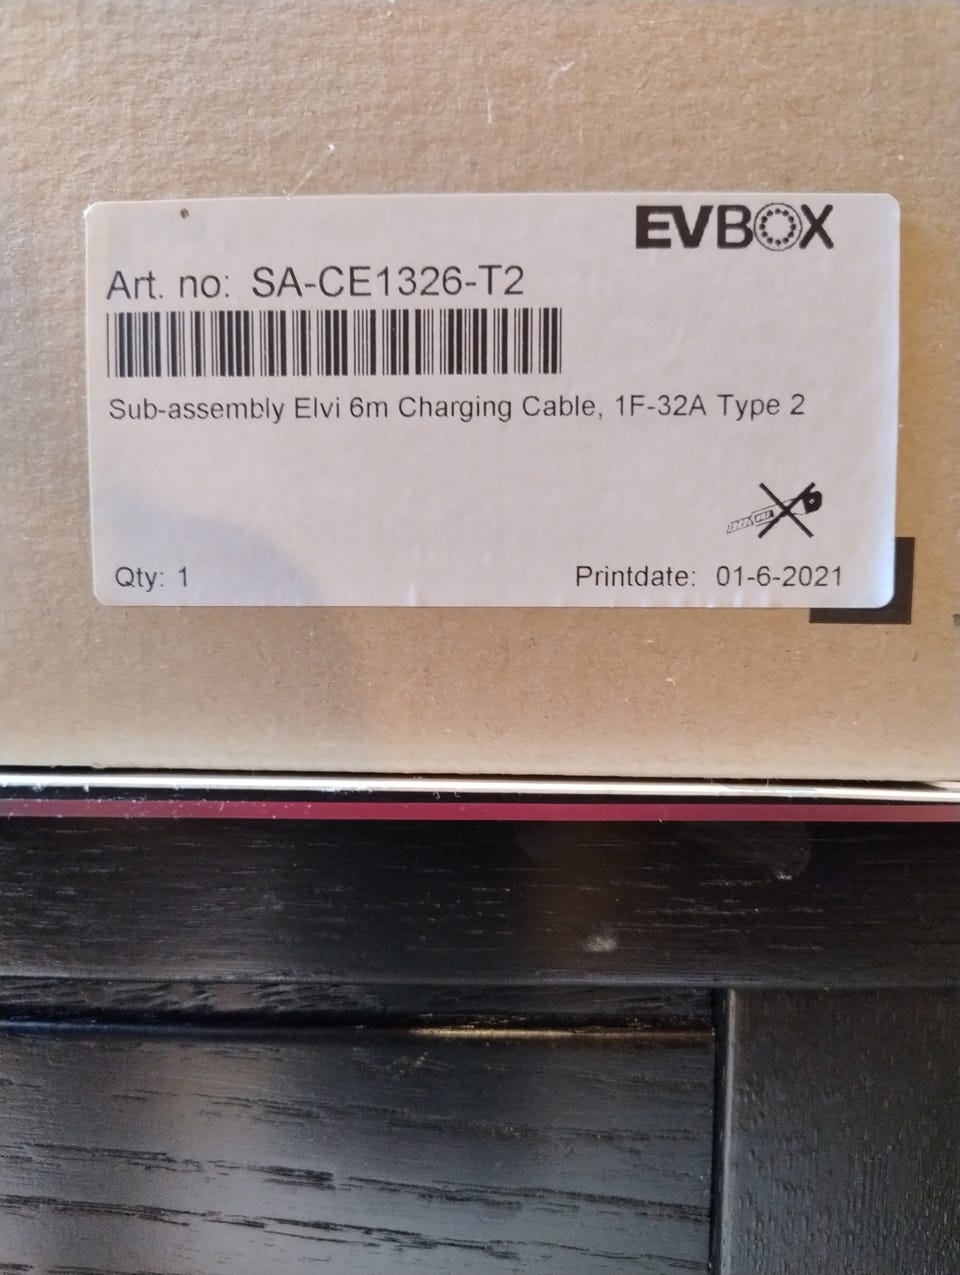 EVBOX
Art. no: SA-CE1326-T2
Sub-assembly Elvi 6m Charging Cable, 1F-32A Type 2
Qty: 1 Printdate: 01-6-2021